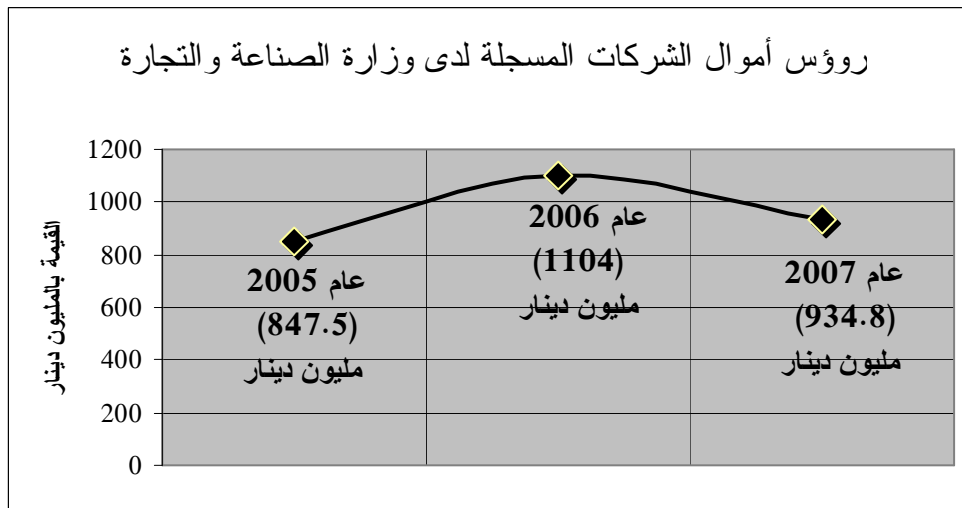 رووؤس أموال الشركات المسجلة لدى وزارة الصناعة والتجارة
القيمة بالمليون دينار
1200
1000
800
600
400
200
0
عام 2005
(847.5)
مليون دينار
عام 2006
(1104)
مليون دينار
عام 2007
(934.8)
مليون دينار